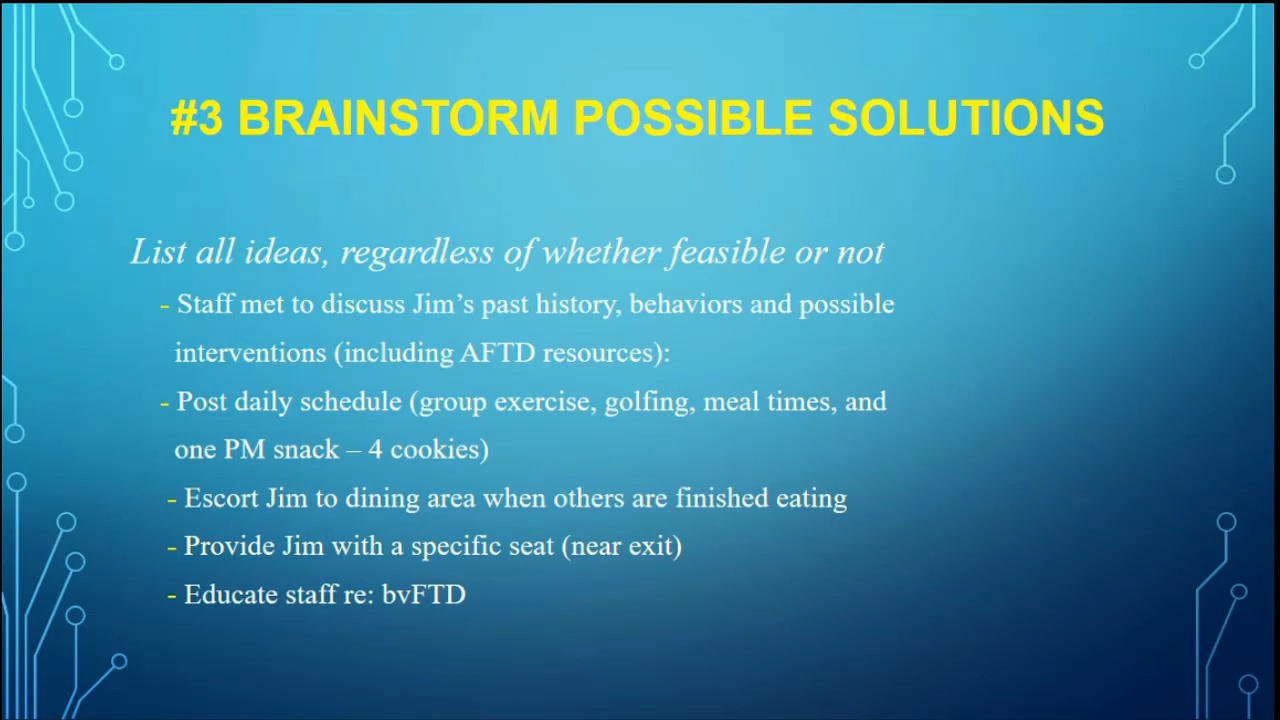 #3 BRAINSTORM POSSIBLE SOLUTIONS
List all ideas, regardless of whether feasible or not
- Staff met to discuss Jim’s past history, behaviors and possible
interventions (including AFTD resources):
- Post daily schedule (group exercise, golfing, meal times, and
one PM snack – 4 cookies)
- Escort Jim to dining area when others are finished eating
- Provide Jim with a specific seat (near exit)
- Educate staff re: bvFTD